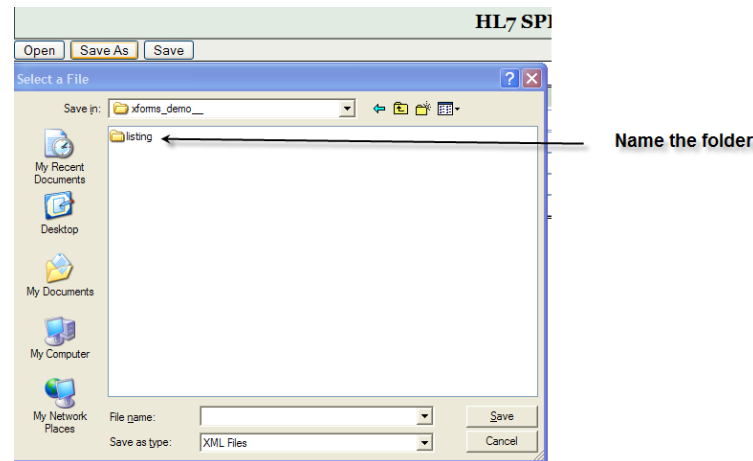 HL7 SPI
Open Save As Save
Select a File
Save in: xforms_demo__
listing
Name the folder
My Recent
Documents
Desktop
My Documents
My Computer
My Network
Places
File name: Save
Save as type: XML Files Cancel